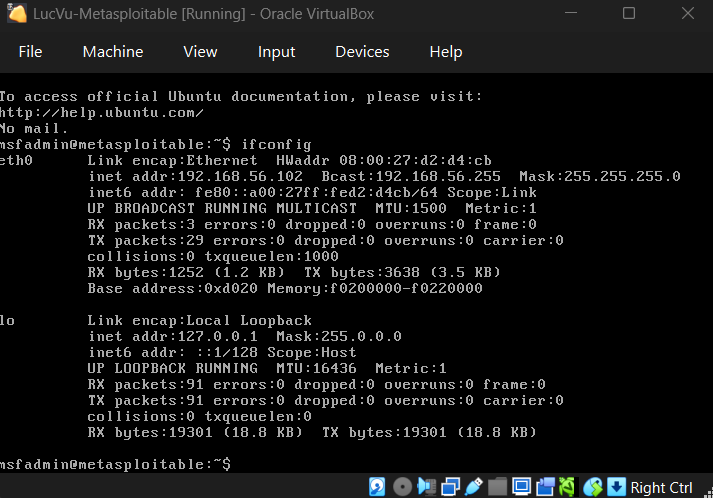 LucVu-Metasploitable [Running] - Oracle VirtualBox
File Machine View Input Devices Help
To access official Ubuntu documentation, please visit:
http://help.ubuntu.com/
No mail.
msfadmin@metasploitable:~$ ifconfig
eth0 Link encap:Ethernet HWaddr 08:00:27:d2:d4:cb
inet addr:192.168.56.102 Bcast:192.168.56.255 Mask:255.255.255.0
inet6 addr: fe80::a00:27ff:fed2:d4cb/64 Scope:Link
UP BROADCAST RUNNING MULTICAST MTU:1500 Metric:1
RX packets:3 errors:0 dropped:0 overruns:0 frame:0
TX packets:29 errors:0 dropped:0 overruns:0 carrier:0
collisions:0 txqueuelen:1000
RX bytes:1252 (1.2 KB) TX bytes:3638 (3.5 KB)
Base address:0xd020 Memory:f0200000-f0220000
lo Link encap:Local Loopback
inet addr:127.0.0.1 Mask:255.0.0.0
inet6 addr: ::1/128 Scope:Host
UP LOOPBACK RUNNING MTU:16436 Metric:1
RX packets:91 errors:0 dropped:0 overruns:0 frame:0
TX packets:91 errors:0 dropped:0 overruns:0 carrier:0
collisions:0 txqueuelen:0
RX bytes:19301 (18.8 KB) TX bytes:19301 (18.8 KB)
msfadmin@metasploitable:~$
Right Ctrl